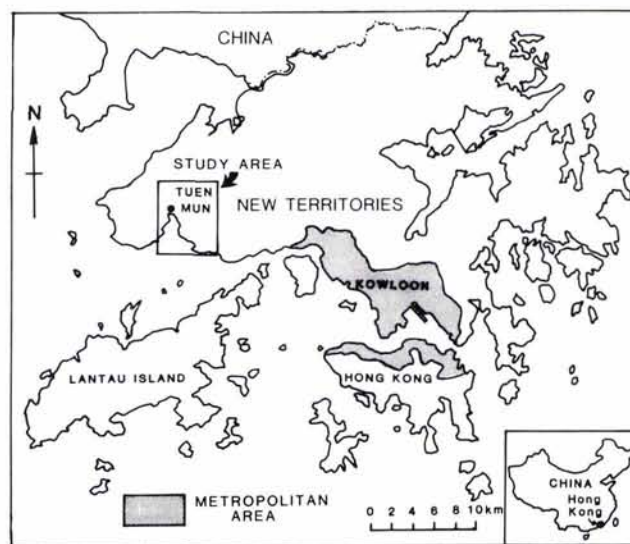 CHINA
N
STUDY AREA
TUEN
MUN
NEW TERRITORIES
KOWLOON
LANTAU ISLAND
HONG KONG
METROPOLITAN
AREA
0 2 4 6 8 10km
CHINA
Hong
Kong